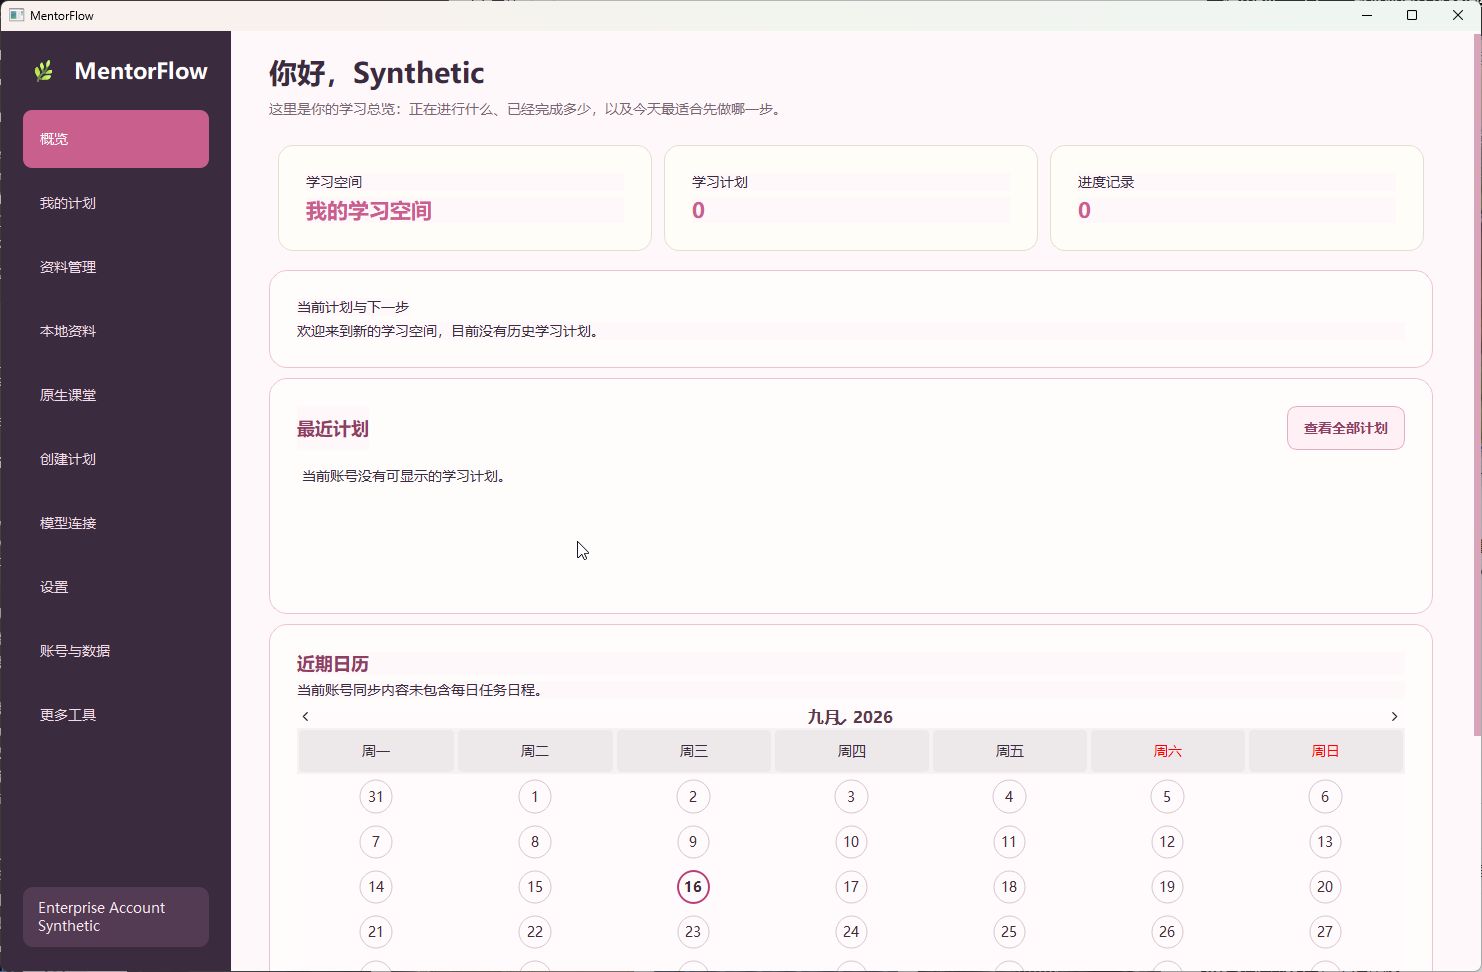 MentorFlow
MentorFlow
概览
我的计划
资料管理
本地资料
原生课堂
创建计划
模型连接
设置
账号与数据
更多工具
Enterprise Account
Synthetic
你好，Synthetic
这里是你的学习总览：正在进行什么、已经完成多少，以及今天最适合先做哪一步。
学习空间
我的学习空间
学习计划
0
进度记录
0
当前计划与下一步
欢迎来到新的学习空间，目前没有历史学习计划。
最近计划
查看全部计划
当前账号没有可显示的学习计划。
近期日历
当前账号同步内容未包含每日任务日程。
九月 2026
周一 周二 周三 周四 周五 周六 周日
31 1 2 3 4 5 6
7 8 9 10 11 12 13
14 15 16 17 18 19 20
21 22 23 24 25 26 27